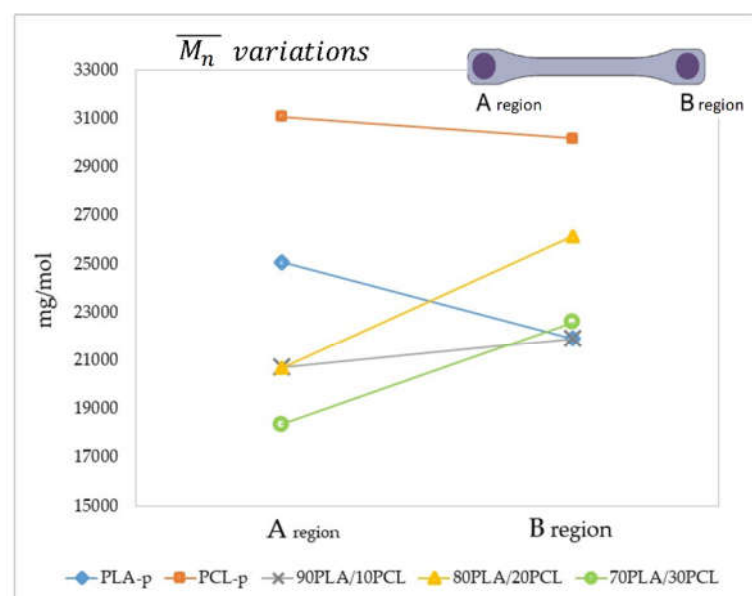 M̅n̅ variations
33000
31000
29000
27000
25000
23000
21000
19000
17000
15000
mg/mol
A region
B region
A region
B region
PLA-p
PCL-p
90PLA/10PCL
80PLA/20PCL
70PLA/30PCL